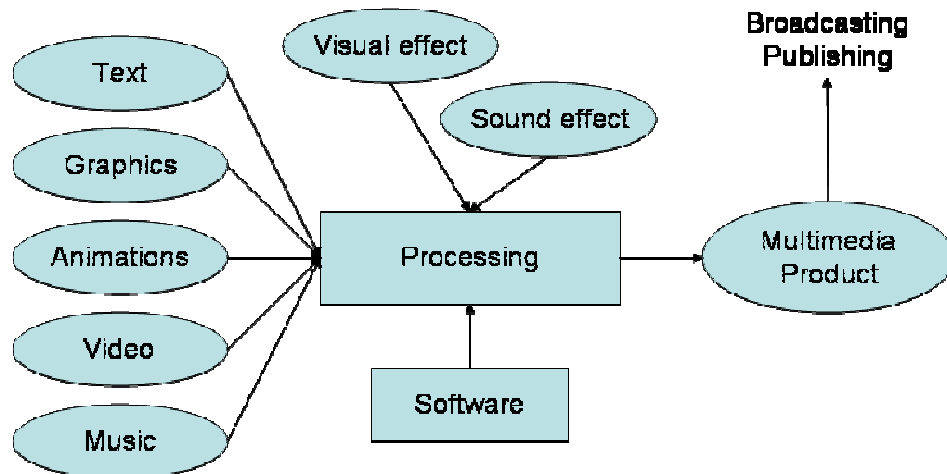 Text
Graphics
Animations
Video
Music
Visual effect
Sound effect
Processing
Software
Multimedia
Product
Broadcasting
Publishing